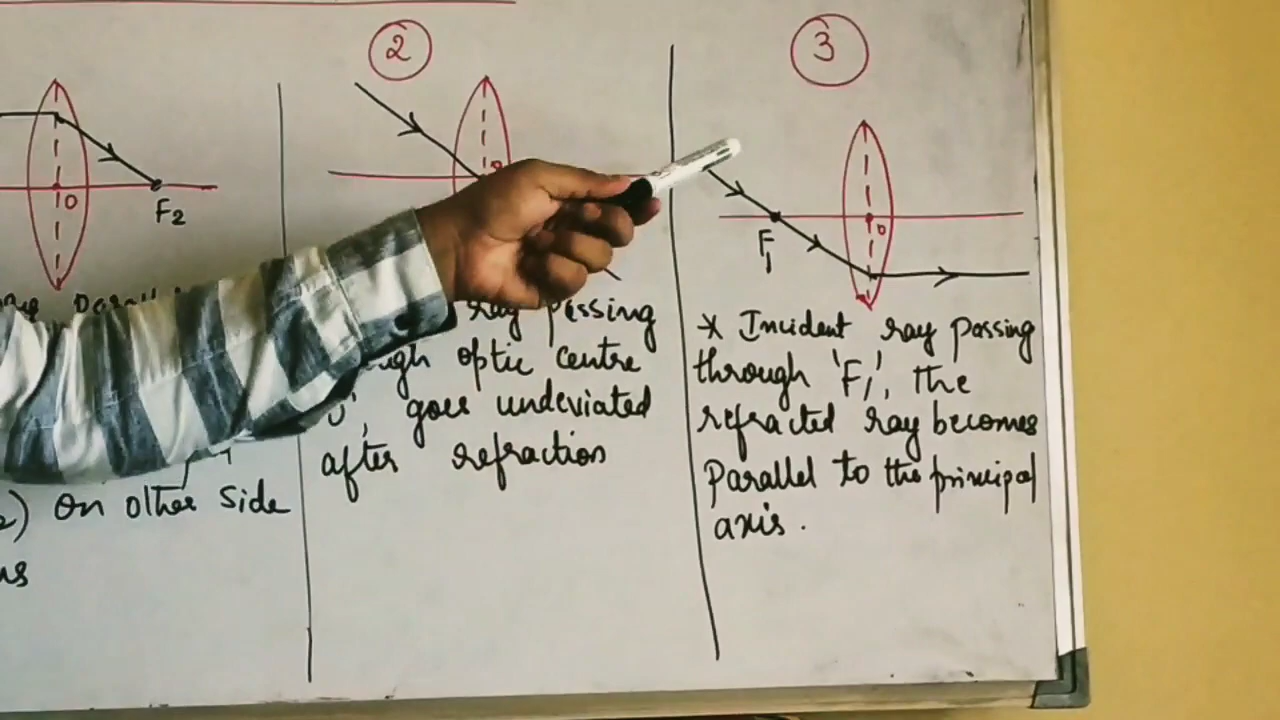 2
3
O
F2
F1
O
ray passing
optic centre
goes undeviated
after refraction
* Incident ray passing
through 'F1', the
refracted ray becomes
parallel to the principal
axis.
on other side